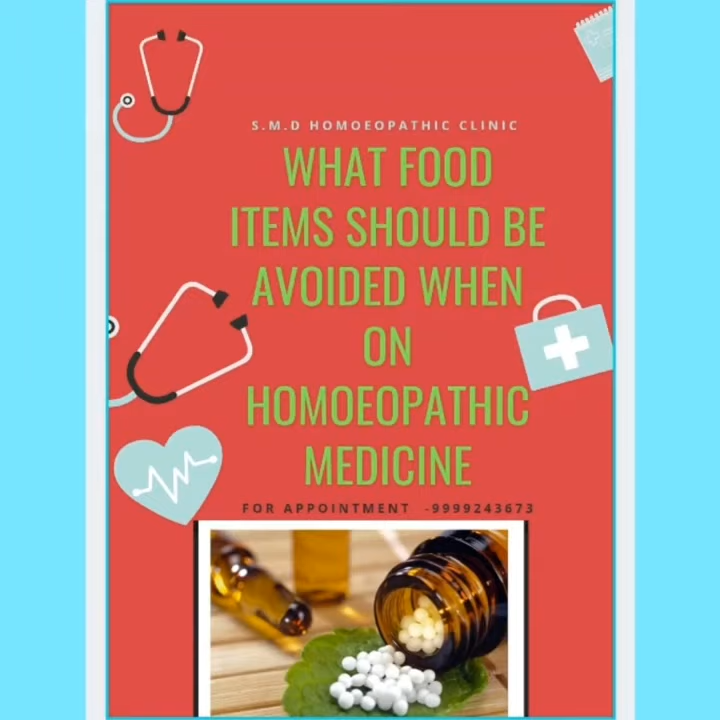 S.M.D HOMOEOPATHIC CLINIC
WHAT FOOD
ITEMS SHOULD BE
AVOIDED WHEN
ON
HOMOEOPATHIC
MEDICINE
FOR APPOINTMENT -9999243673